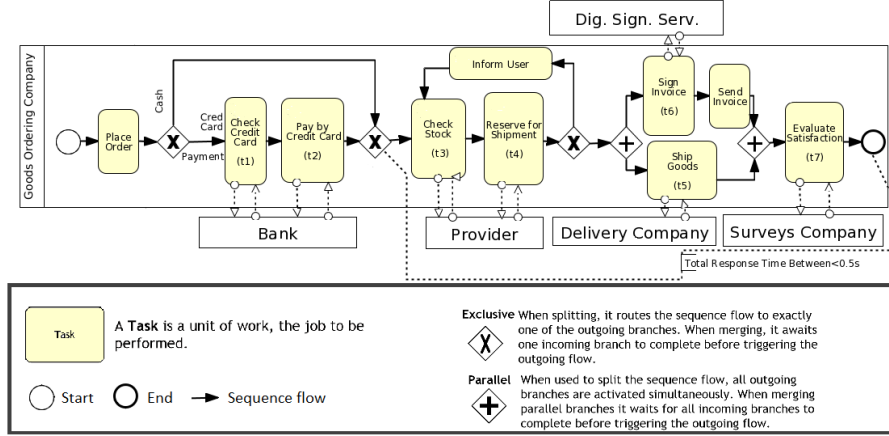 Dig. Sign. Serv.
Goods Ordering Company
Cash
Cred
Card
Payment
Place
Order
X
Check
Credit
Card
(t1)
Pay by
Credit Card
(t2)
X
Inform User
Check
Stock
(t3)
Reserve for
Shipment
(t4)
X
+
Sign
Invoice
(t6)
Send
Invoice
Ship
Goods
(t5)
+
Evaluate
Satisfaction
(t7)
Bank
Provider
Delivery Company
Surveys Company
Total Response Time Between<0.5s
Task
A Task is a unit of work, the job to be
performed.
Start
End
Sequence flow
Exclusive
X
When splitting, it routes the sequence flow to exactly
one of the outgoing branches. When merging, it awaits
one incoming branch to complete before triggering the
outgoing flow.
Parallel
+
When used to split the sequence flow, all outgoing
branches are activated simultaneously. When merging
parallel branches it waits for all incoming branches to
complete before triggering the outgoing flow.